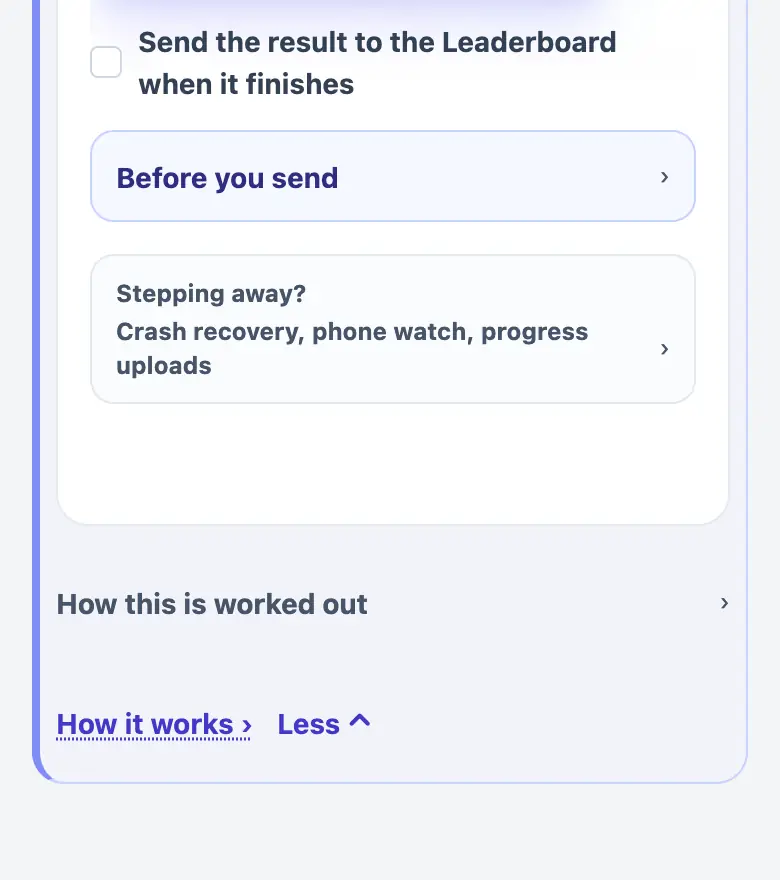 Send the result to the Leaderboard
when it finishes
Before you send ›
Stepping away?
Crash recovery, phone watch, progress
uploads ›
How this is worked out ›
How it works › Less ^